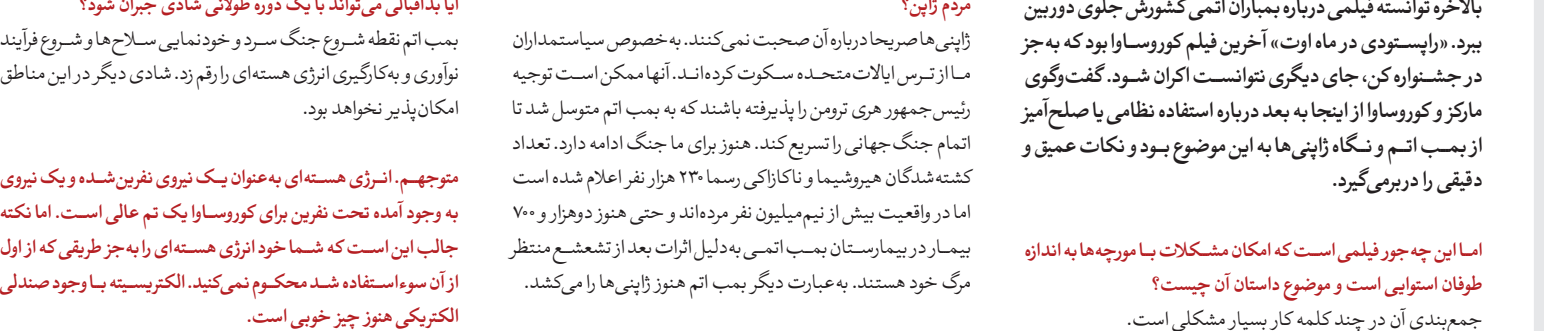 بالاخره توانسته فیلمی درباره بمباران اتمی کشورش جلوی دوربین
ببرد. «راپسودی در ماه اوت» آخرین فیلم کوروساوا بود که به‌جز
در جشنواره کن، جای دیگری نتوانست اکران شود. گفت‌وگوی
مارکز و کوروساوا از اینجا به بعد درباره استفاده نظامی یا صلح‌آمیز
از بمب اتم و نگاه ژاپنی‌ها به این موضوع بود و نکات عمیق و
دقیقی را دربرمی‌گیرد.
اما این چه جور فیلمی است که امکان مشکلات با مورچه‌ها به اندازه
طوفان استوایی است و موضوع داستان آن چیست؟
جمع‌بندی آن در چند کلمه کار بسیار مشکلی است.
مردم ژاپن؟
ژاپنی‌ها صریحا درباره آن صحبت نمی‌کنند. به‌خصوص سیاستمداران
ما از ترس ایالات‌متحده سکوت کرده‌اند. آنها ممکن است توجیه
رئیس‌جمهور هری ترومن را پذیرفته باشند که به بمب اتم متوسل شد تا
اتمام جنگ جهانی را تسریع کند. هنوز برای ما جنگ ادامه دارد. تعداد
کشته‌شدگان هیروشیما و ناکازاکی رسما ۲۳۰ هزار نفر اعلام شده است
اما در واقعیت بیش از نیم‌میلیون نفر مرده‌اند و حتی هنوز دوهزار و ۷۰۰
بیمار در بیمارستان بمب اتمی به‌دلیل اثرات بعد از تشعشع منتظر
مرگ خود هستند. به عبارت دیگر بمب اتم هنوز ژاپنی‌ها را می‌کشد.
آیا بداقبالی می‌تواند با یک دوره طولانی شادی جبران شود؟
بمب اتم نقطه شروع جنگ سرد و خودنمایی سلاح‌ها و شروع فرآیند
نوآوری و به‌کارگیری انرژی هسته‌ای را رقم زد. شادی دیگر در این مناطق
امکان‌پذیر نخواهد بود.
متوجهم. انرژی هسته‌ای به‌عنوان یک نیروی نفرین‌شده و یک نیروی
به وجود آمده تحت نفرین برای کوروساوا یک تم عالی است. اما نکته
جالب این است که شما خود انرژی هسته‌ای را به‌جز طریقی که از اول
از آن سوءاستفاده شد محکوم نمی‌کنید. الکتریسیته با وجود صندلی
الکتریکی هنوز چیز خوبی است.